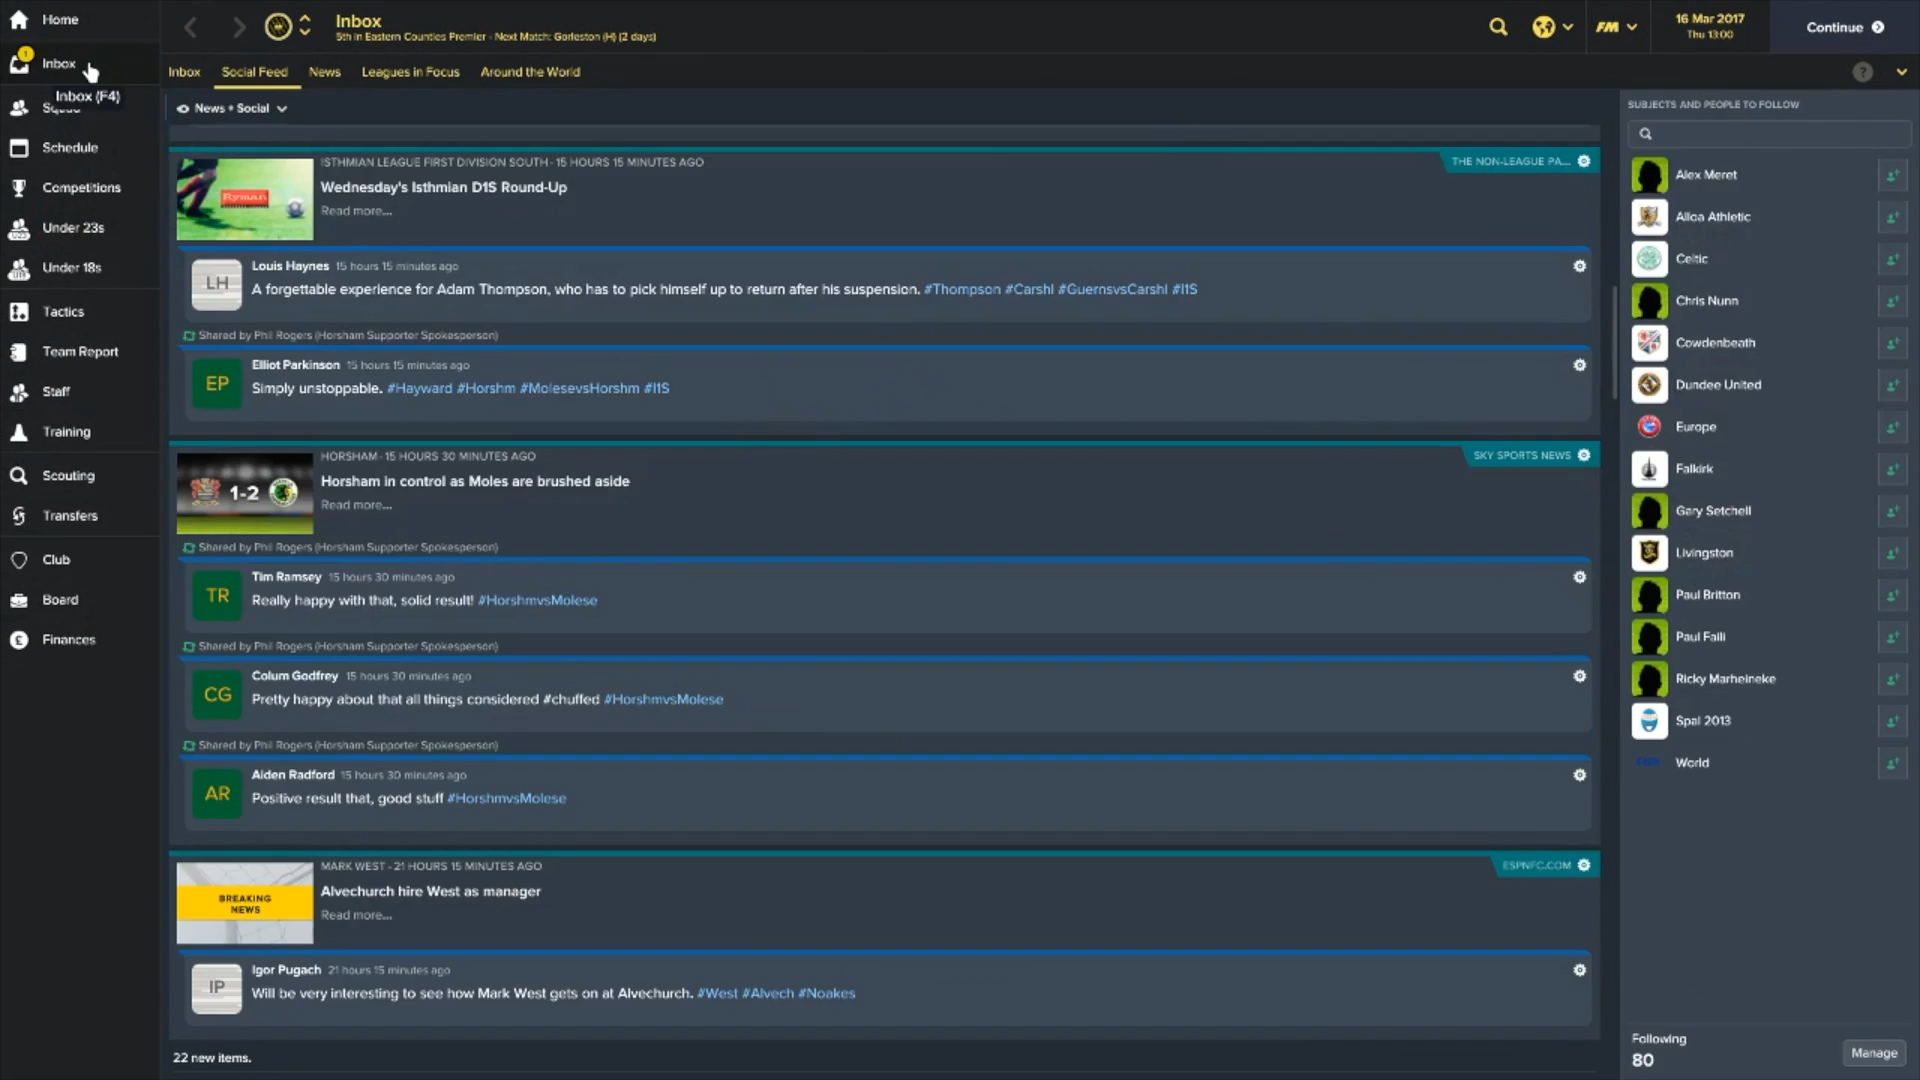 Home
Inbox
5th in Eastern Counties Premier - Next Match: Gorleston (H) (2 days)
FM
16 Mar 2017
Thu 13:00
Continue
1
Inbox
Inbox (F4)
Schedule
Competitions
Under 23s
Under 18s
Tactics
Team Report
Staff
Training
Scouting
Transfers
Club
Board
Finances
Inbox
Social Feed
News
Leagues in Focus
Around the World
?
News + Social
ISTHMIAN LEAGUE FIRST DIVISION SOUTH - 15 HOURS 15 MINUTES AGO
THE NON-LEAGUE PA...
Ryman
Wednesday's Isthmian D1S Round-Up
Read more...
LH
Louis Haynes 15 hours 15 minutes ago
A forgettable experience for Adam Thompson, who has to pick himself up to return after his suspension. #Thompson #Carshl #GuernsvsCarshl #I1S
Shared by Phil Rogers (Horsham Supporter Spokesperson)
EP
Elliot Parkinson 15 hours 15 minutes ago
Simply unstoppable. #Hayward #Horshm #MolesevsHorshm #I1S
HORSHAM - 15 HOURS 30 MINUTES AGO
SKY SPORTS NEWS
1-2
Horsham in control as Moles are brushed aside
Read more...
Shared by Phil Rogers (Horsham Supporter Spokesperson)
TR
Tim Ramsey 15 hours 30 minutes ago
Really happy with that, solid result! #HorshmvsMolese
Shared by Phil Rogers (Horsham Supporter Spokesperson)
CG
Colum Godfrey 15 hours 30 minutes ago
Pretty happy about that all things considered #chuffed #HorshmvsMolese
Shared by Phil Rogers (Horsham Supporter Spokesperson)
AR
Aiden Radford 15 hours 30 minutes ago
Positive result that, good stuff #HorshmvsMolese
MARK WEST - 21 HOURS 15 MINUTES AGO
ESPNFC.COM
BREAKING
NEWS
Alvechurch hire West as manager
Read more...
IP
Igor Pugach 21 hours 15 minutes ago
Will be very interesting to see how Mark West gets on at Alvechurch. #West #Alvech #Noakes
22 new items.
SUBJECTS AND PEOPLE TO FOLLOW
Alex Meret
Alloa Athletic
Celtic
Chris Nunn
Cowdenbeath
Dundee United
Europe
Falkirk
Gary Setchell
Livingston
Paul Britton
Paul Failli
Ricky Marheineke
Spal 2013
World
Following
80
Manage